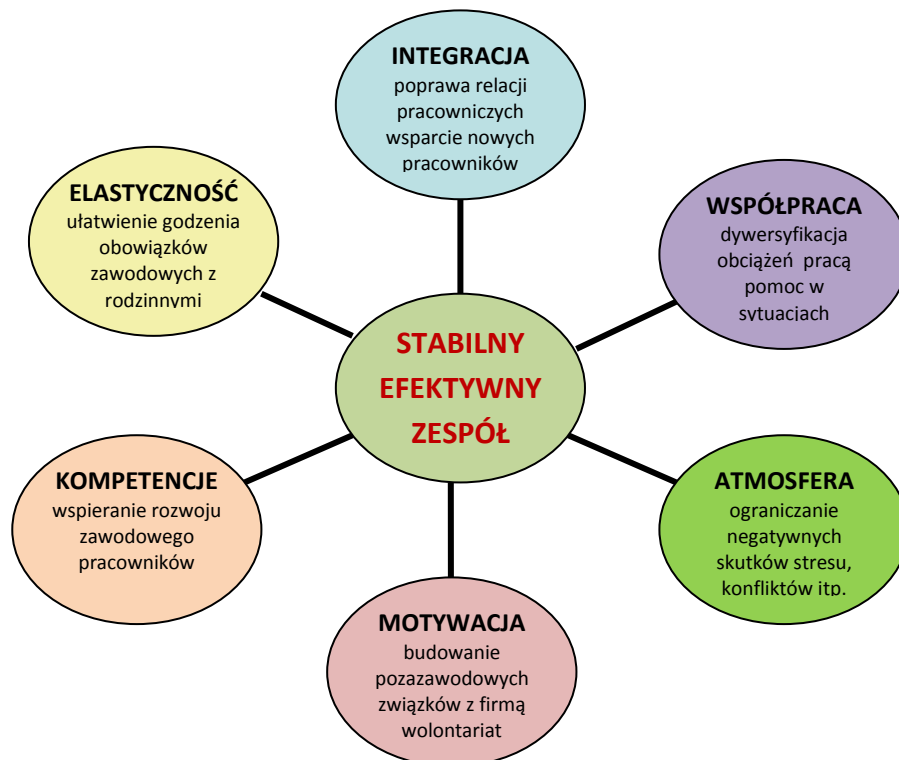 INTEGRACJA
poprawa relacji
pracowniczych
wsparcie nowych
pracowników
ELASTYCZNOŚĆ
ułatwienie godzenia
obowiązków
zawodowych z
rodzinnymi
WSPÓŁPRACA
dywersyfikacja
obciążeń pracą
pomoc w
sytuacjach
STABILNY
EFEKTYWNY
ZESPÓŁ
KOMPETENCJE
wspieranie rozwoju
zawodowego
pracowników
ATMOSFERA
ograniczanie
negatywnych
skutków stresu,
konfliktów itp.
MOTYWACJA
budowanie
pozazawodowych
związków z firmą
wolontariat